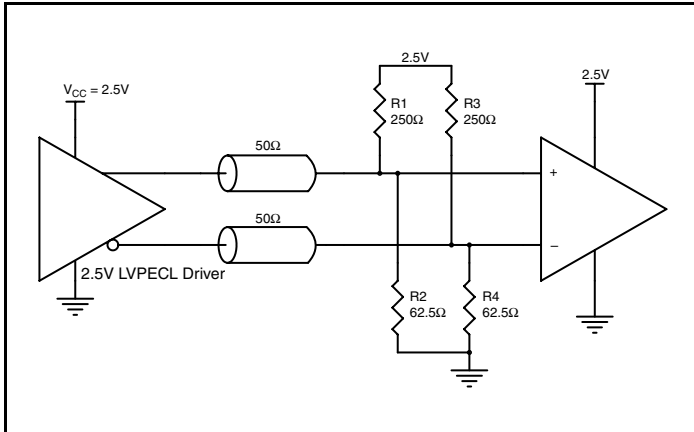 2.5V
V_CC = 2.5V
2.5V
R1
250Ω
R3
250Ω
50Ω
+
50Ω
–
2.5V LVPECL Driver
R2
62.5Ω
R4
62.5Ω